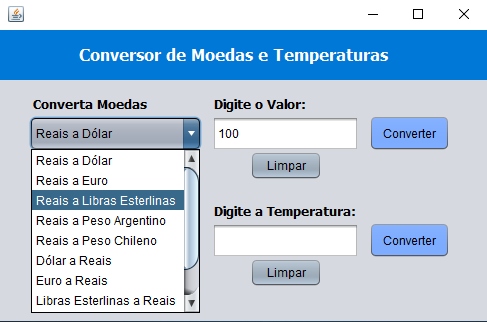 Conversor de Moedas e Temperaturas
Converta Moedas
Digite o Valor:
Reais a Dólar
100
Converter
Limpar
Reais a Dólar
Reais a Euro
Reais a Libras Esterlinas
Reais a Peso Argentino
Reais a Peso Chileno
Dólar a Reais
Euro a Reais
Libras Esterlinas a Reais
Digite a Temperatura:
Converter
Limpar